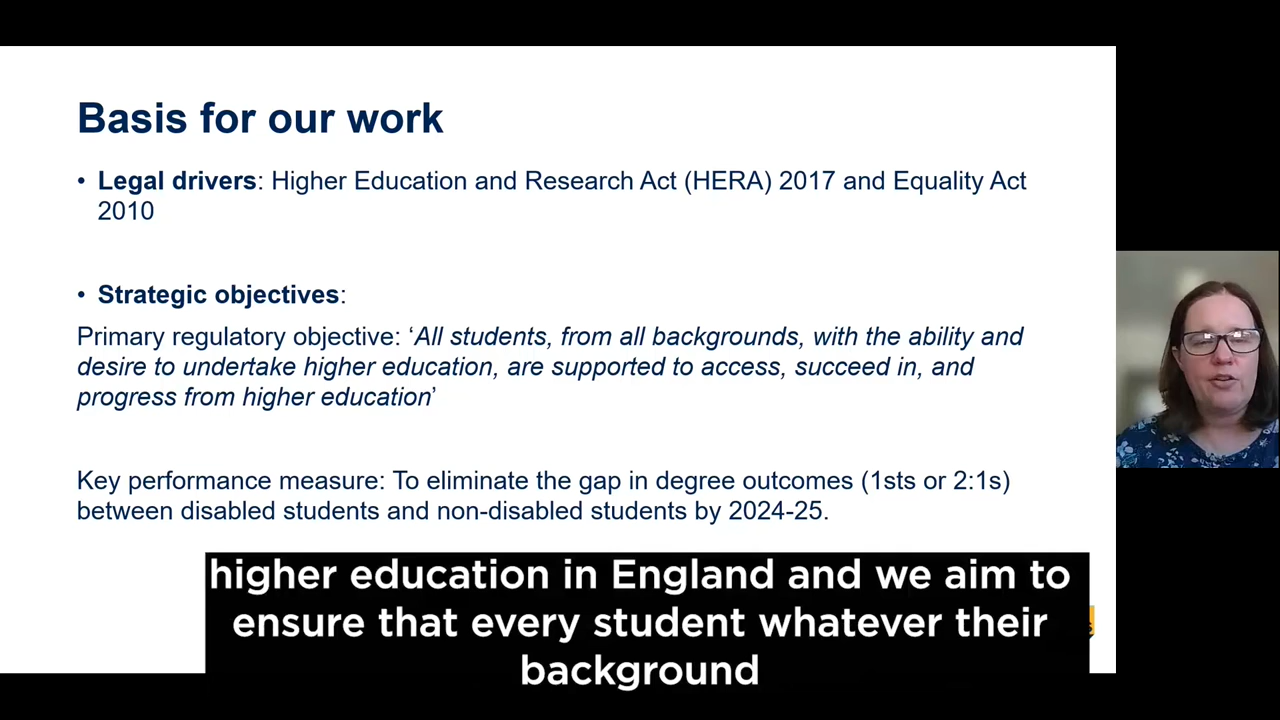 Basis for our work
• Legal drivers: Higher Education and Research Act (HERA) 2017 and Equality Act
2010
• Strategic objectives:
Primary regulatory objective: ‘All students, from all backgrounds, with the ability and
desire to undertake higher education, are supported to access, succeed in, and
progress from higher education’
Key performance measure: To eliminate the gap in degree outcomes (1sts or 2:1s)
between disabled students and non-disabled students by 2024-25.
higher education in England and we aim to
ensure that every student whatever their
background